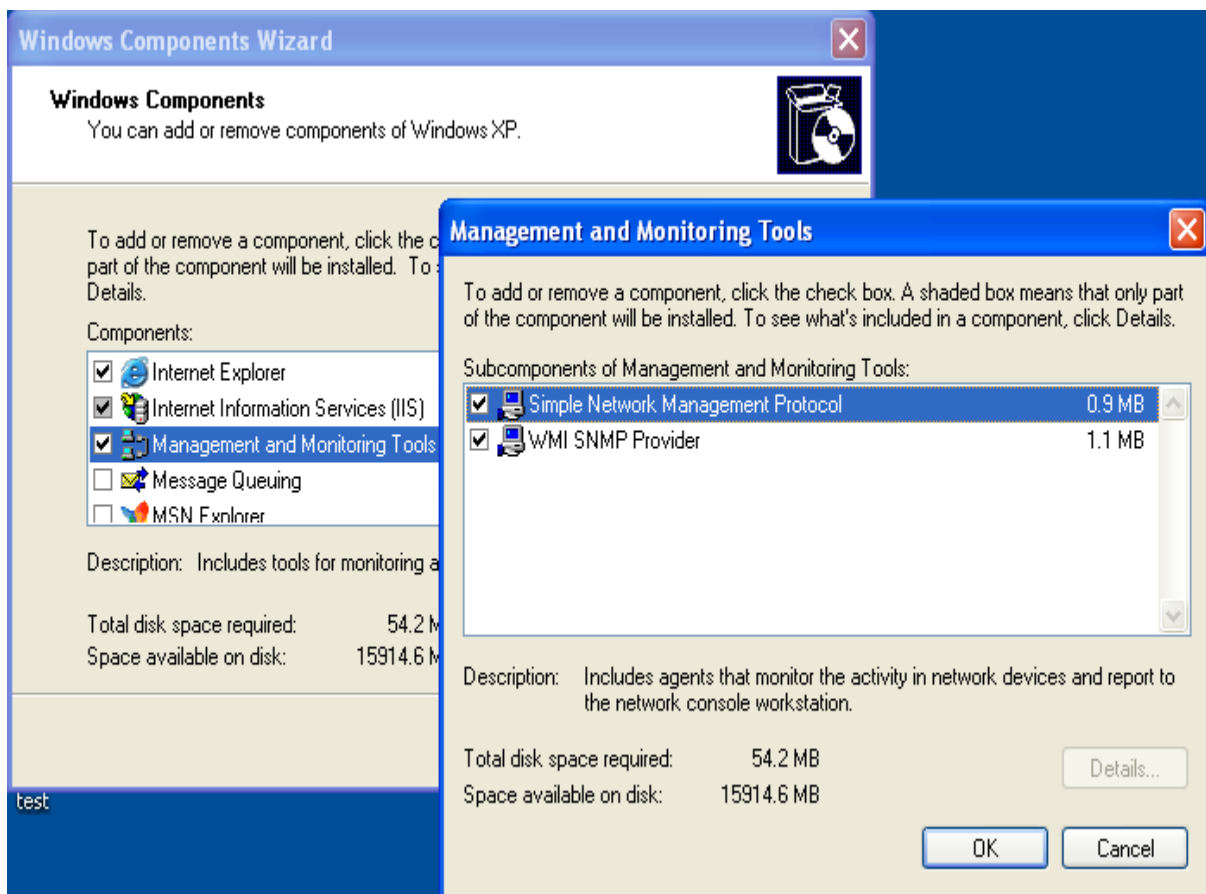 Windows Components Wizard
Windows Components
You can add or remove components of Windows XP.
To add or remove a component, click the
part of the component will be installed. To
Details.
Components:
Internet Explorer
Internet Information Services (IIS)
Management and Monitoring Tools
Message Queuing
MSN Explorer
Description: Includes tools for monitoring
Total disk space required: 54.2
Space available on disk: 15914.6
test
Management and Monitoring Tools
To add or remove a component, click the check box. A shaded box means that only part
of the component will be installed. To see what's included in a component, click Details.
Subcomponents of Management and Monitoring Tools:
Simple Network Management Protocol 0.9 MB
WMI SNMP Provider 1.1 MB
Description: Includes agents that monitor the activity in network devices and report to
the network console workstation.
Total disk space required: 54.2 MB
Space available on disk: 15914.6 MB
Details...
OK Cancel